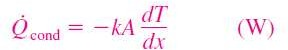 Q̇cond = −kA dT/dx (W)